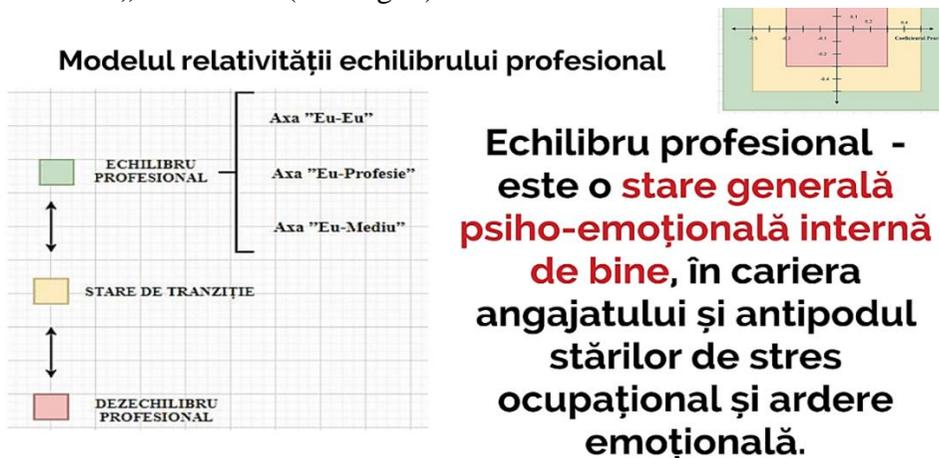 Modelul relativității echilibrului profesional
Axa ”Eu-Eu”
ECHILIBRU
PROFESIONAL
Axa ”Eu-Profesie”
Axa ”Eu-Mediu”
STARE DE TRANZIȚIE
DEZECHILIBRU
PROFESIONAL
Echilibru profesional -
este o stare generală
psiho-emoțională internă
de bine, în cariera
angajatului și antipodul
stărilor de stres
ocupațional și ardere
emoțională.